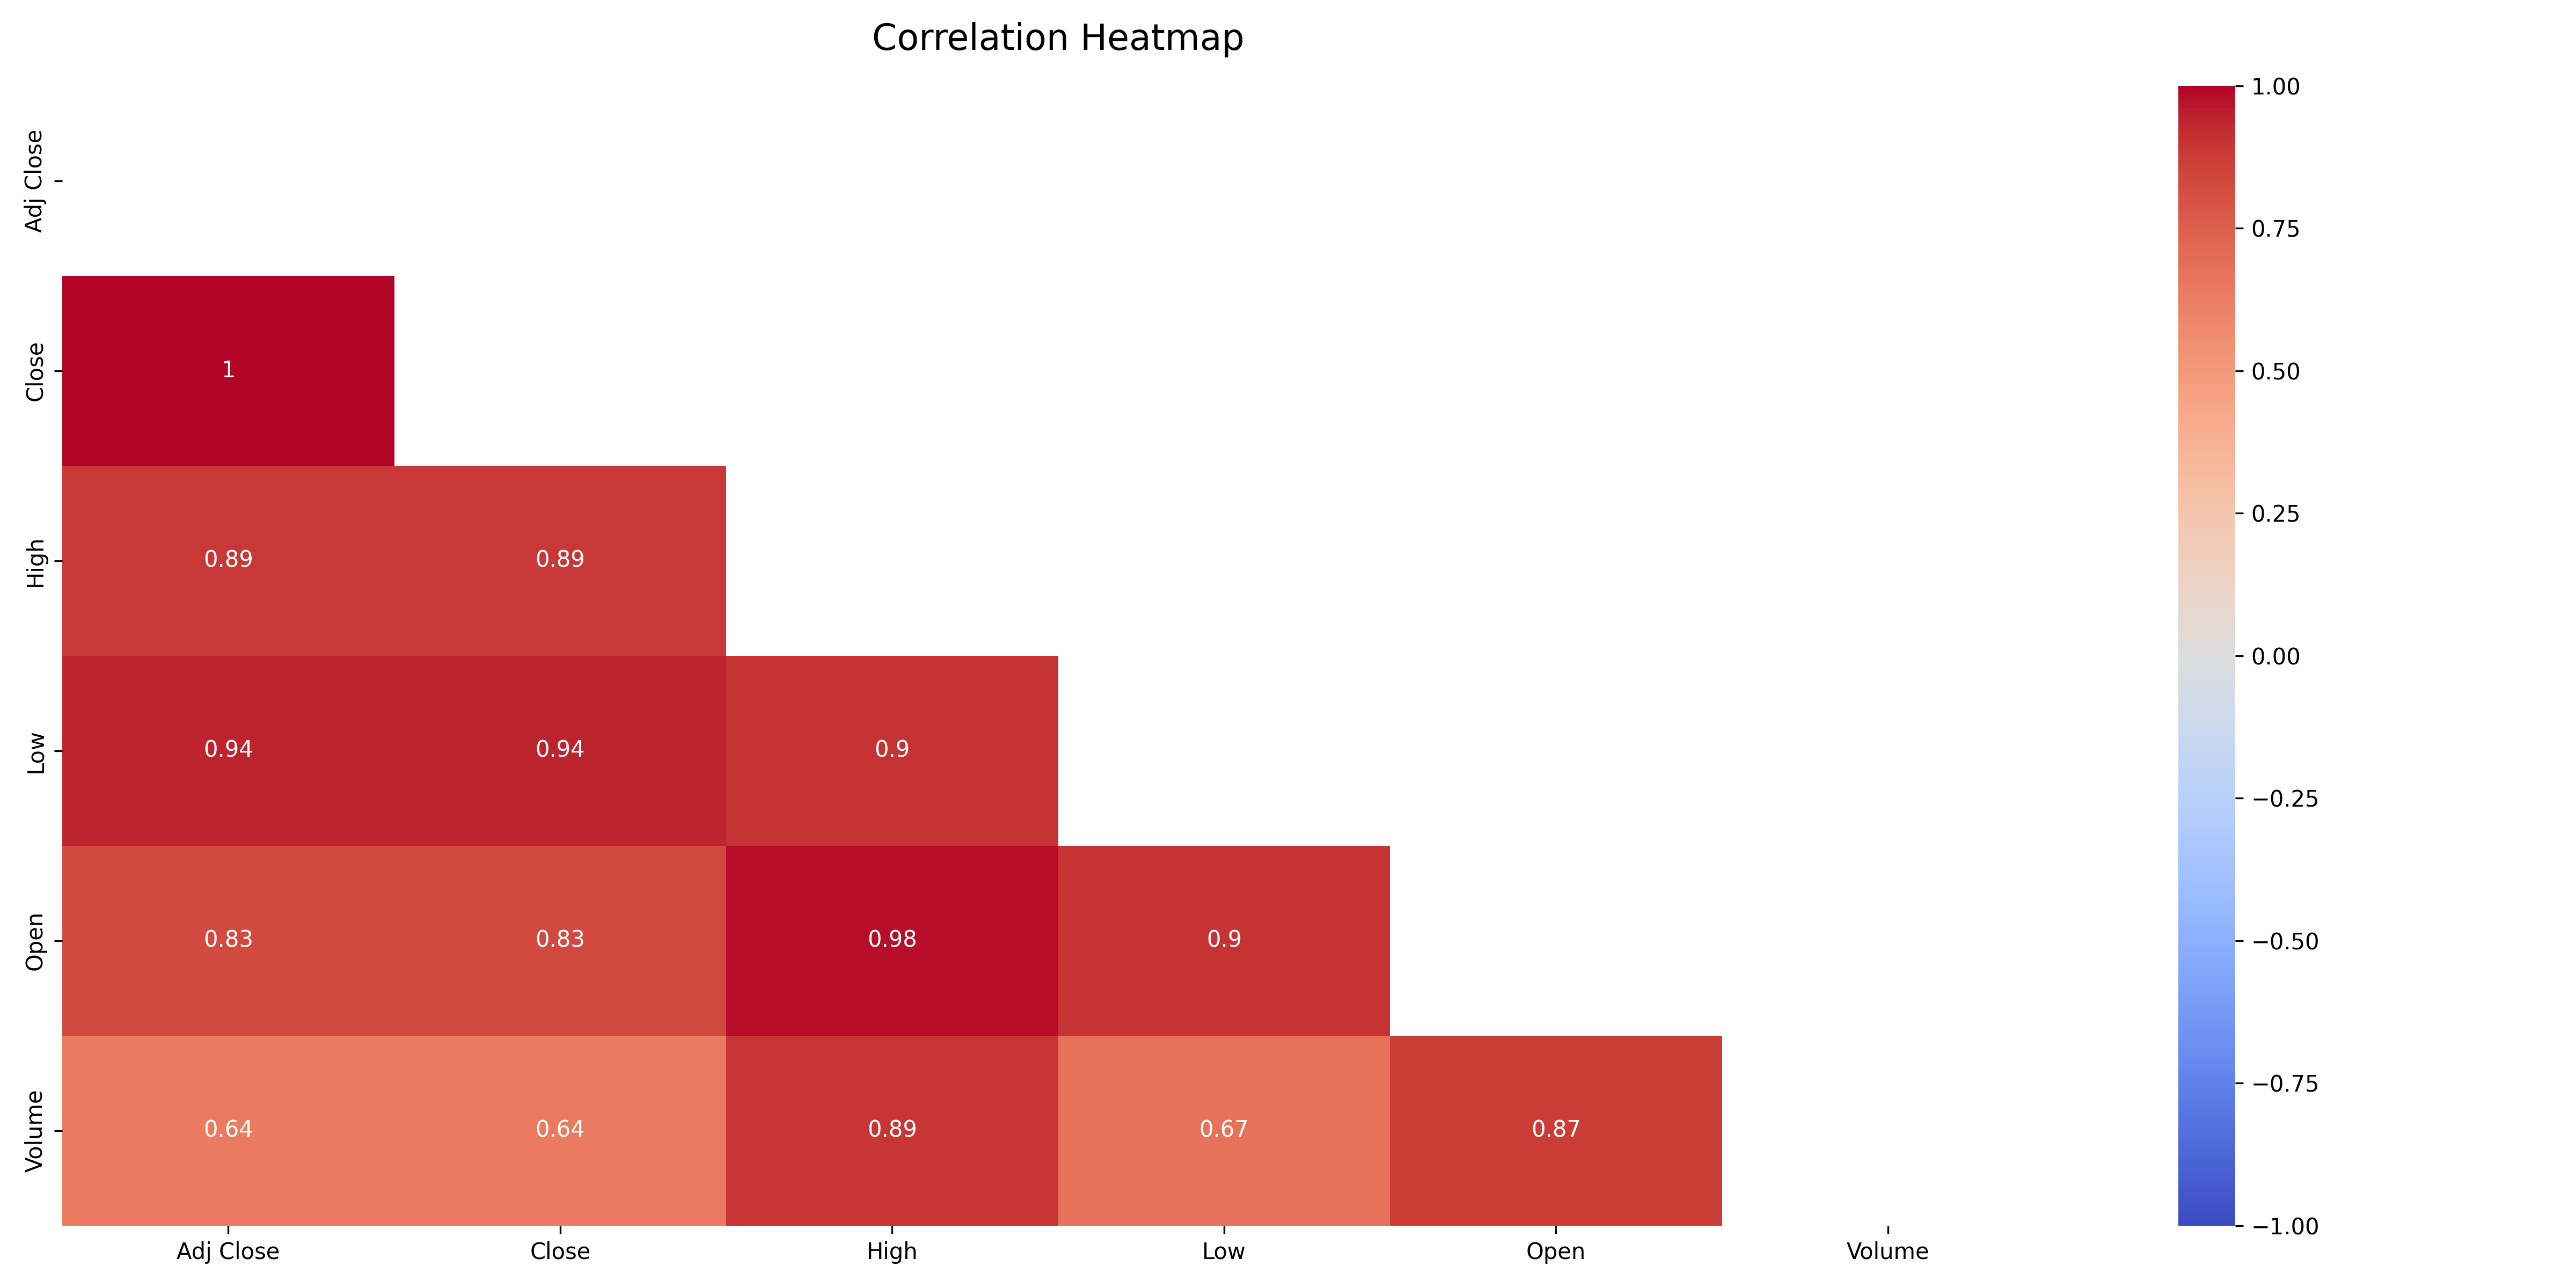 Correlation Heatmap
Adj Close
Close
High
Low
Open
Volume
1
0.89 0.89
0.94 0.94 0.9
0.83 0.83 0.98 0.9
0.64 0.64 0.89 0.67 0.87
Adj Close Close High Low Open Volume
1.00
0.75
0.50
0.25
0.00
−0.25
−0.50
−0.75
−1.00